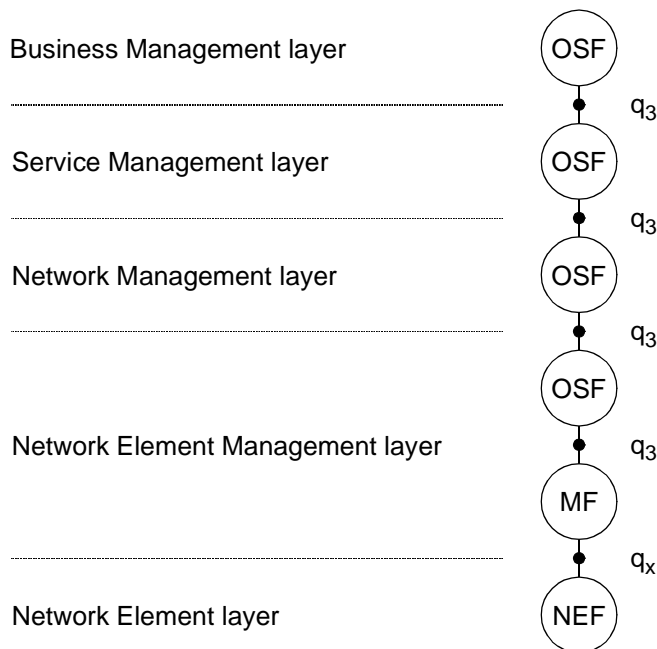 Business Management layer OSF
q3
Service Management layer OSF
q3
Network Management layer OSF
q3
OSF
Network Element Management layer q3
MF
qx
Network Element layer NEF